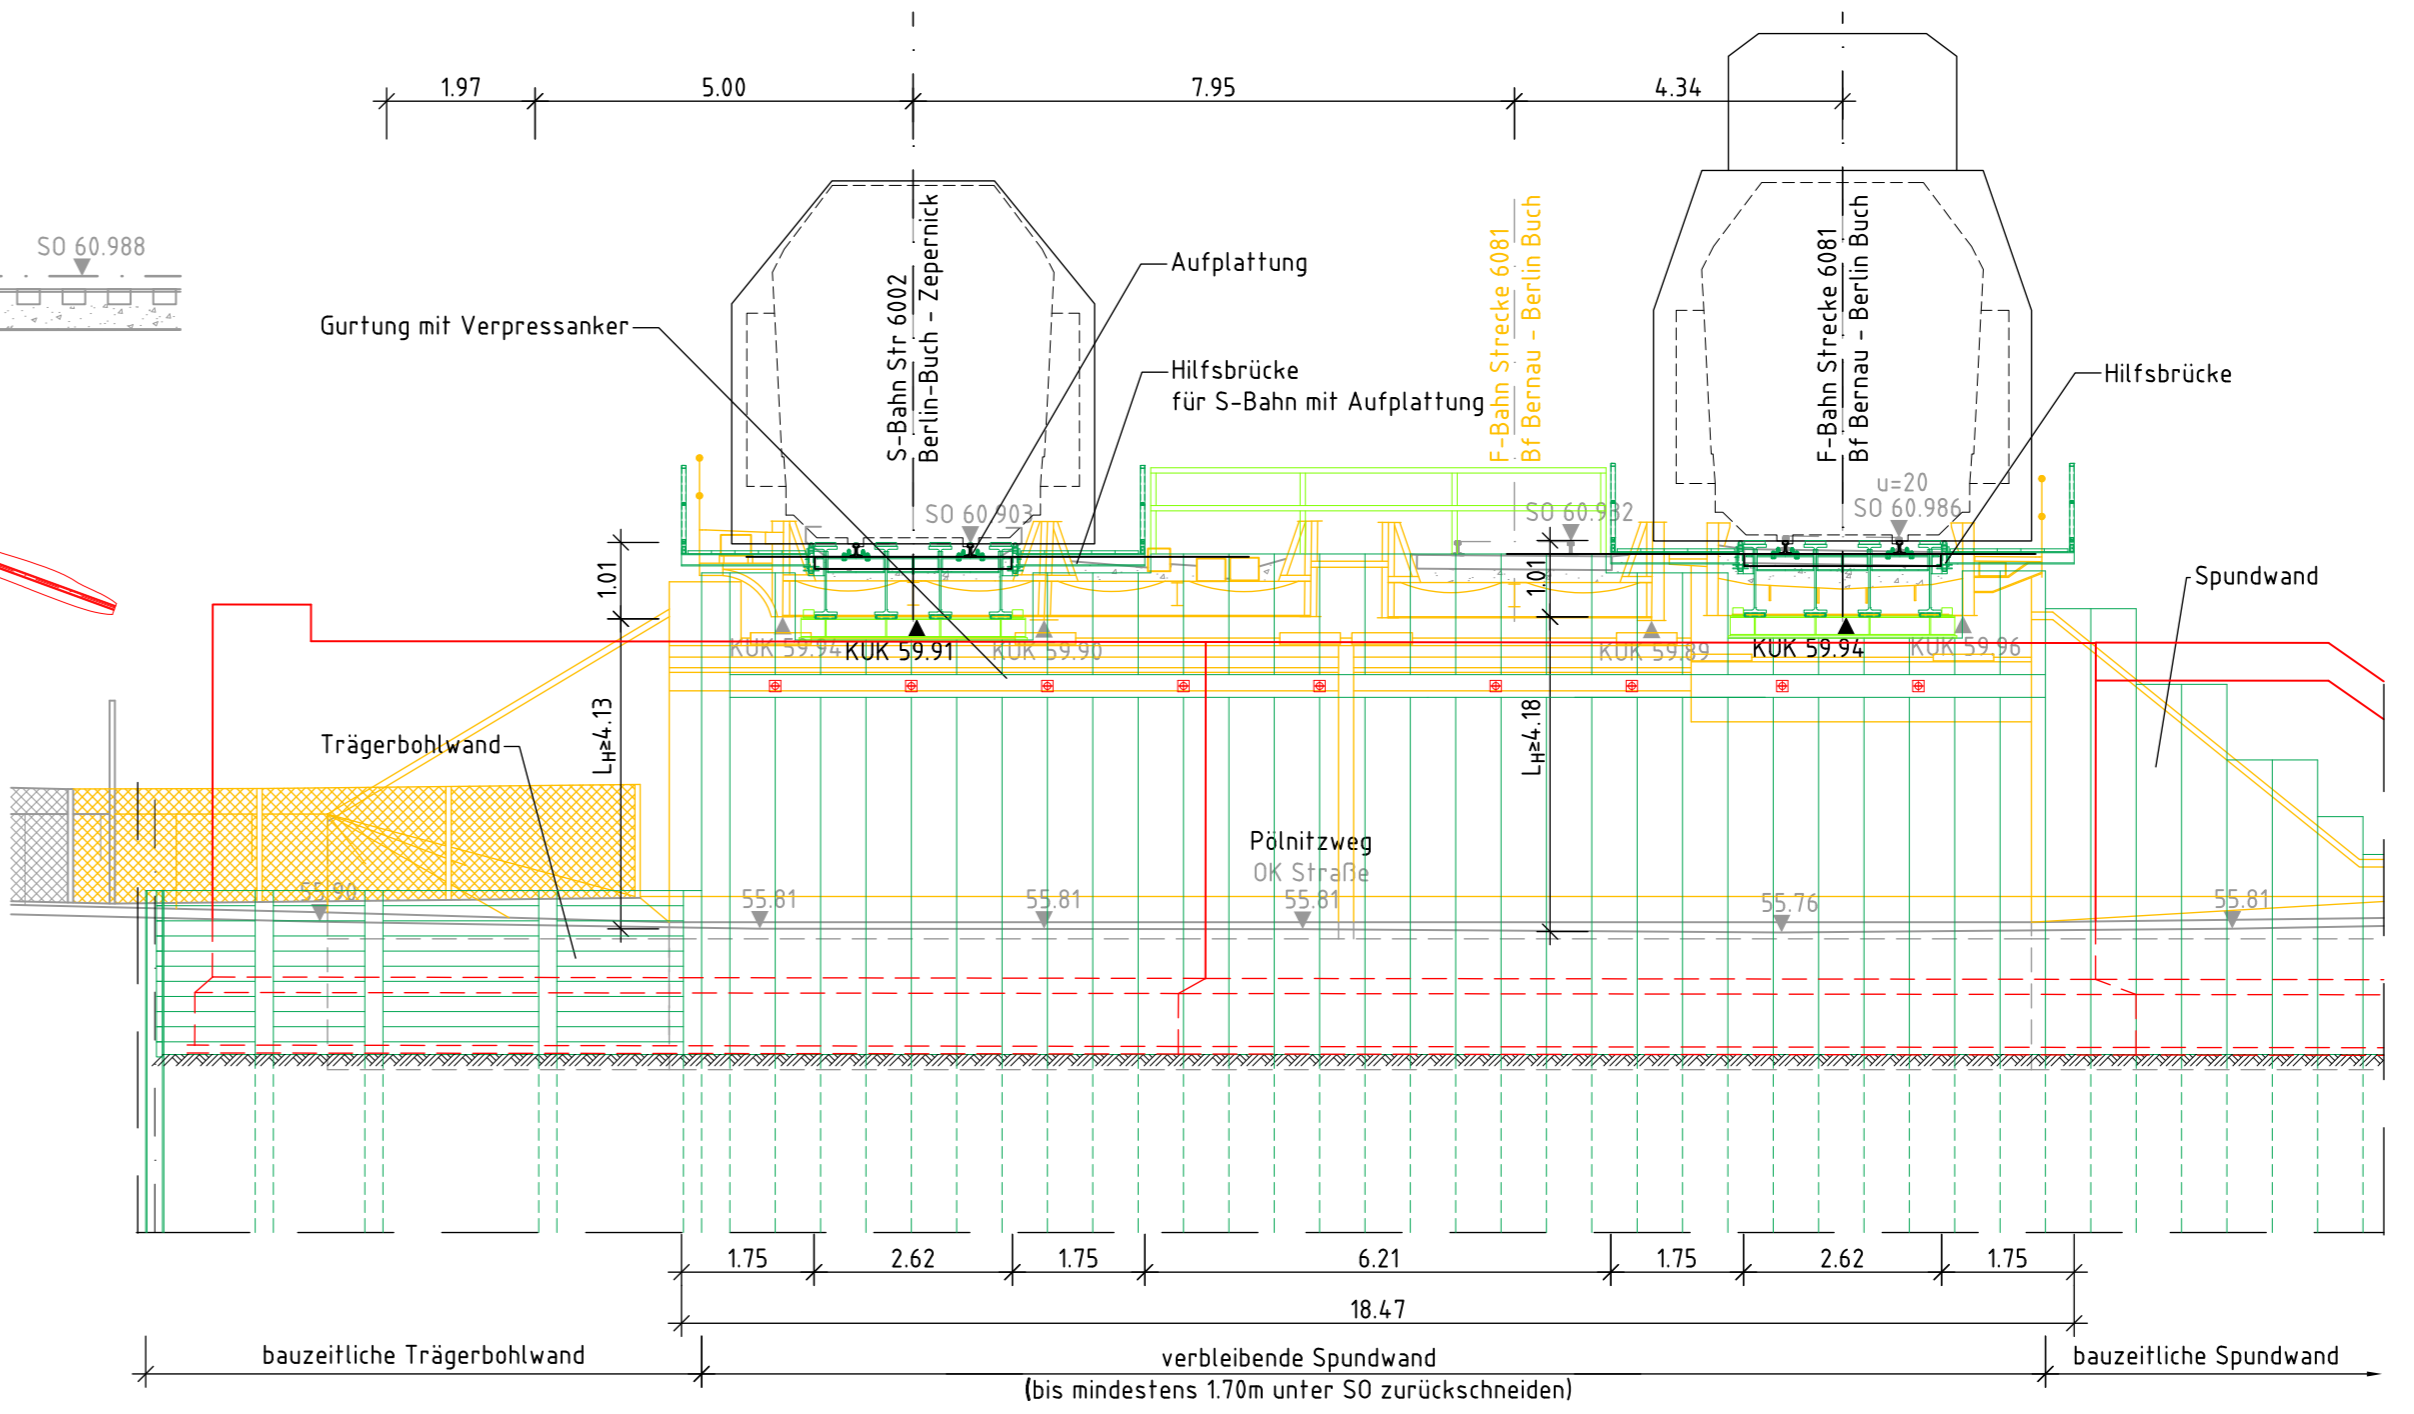 1.97
5.00
7.95
4.34
SO 60.988
S-Bahn Str 6002
Berlin-Buch - Zepernick
F-Bahn Strecke 6081
Bf Bernau - Berlin Buch
F-Bahn Strecke 6081
Bf Bernau - Berlin Buch
Aufplattung
Gurtung mit Verpressanker
Hilfsbrücke
für S-Bahn mit Aufplattung
Hilfsbrücke
SO 60.903
SO 60.932
u=20
SO 60.986
1.01
1.01
Spundwand
KUK 59.94
KUK 59.91
KUK 59.90
KUK 59.89
KUK 59.94
KUK 59.96
LH≥4.13
LH≥4.18
Trägerbohlwand
Pölnitzweg
OK Straße
55.90
55.81
55.81
55.81
55.76
55.81
1.75
2.62
1.75
6.21
1.75
2.62
1.75
18.47
bauzeitliche Trägerbohlwand
verbleibende Spundwand
(bis mindestens 1.70m unter SO zurückschneiden)
bauzeitliche Spundwand